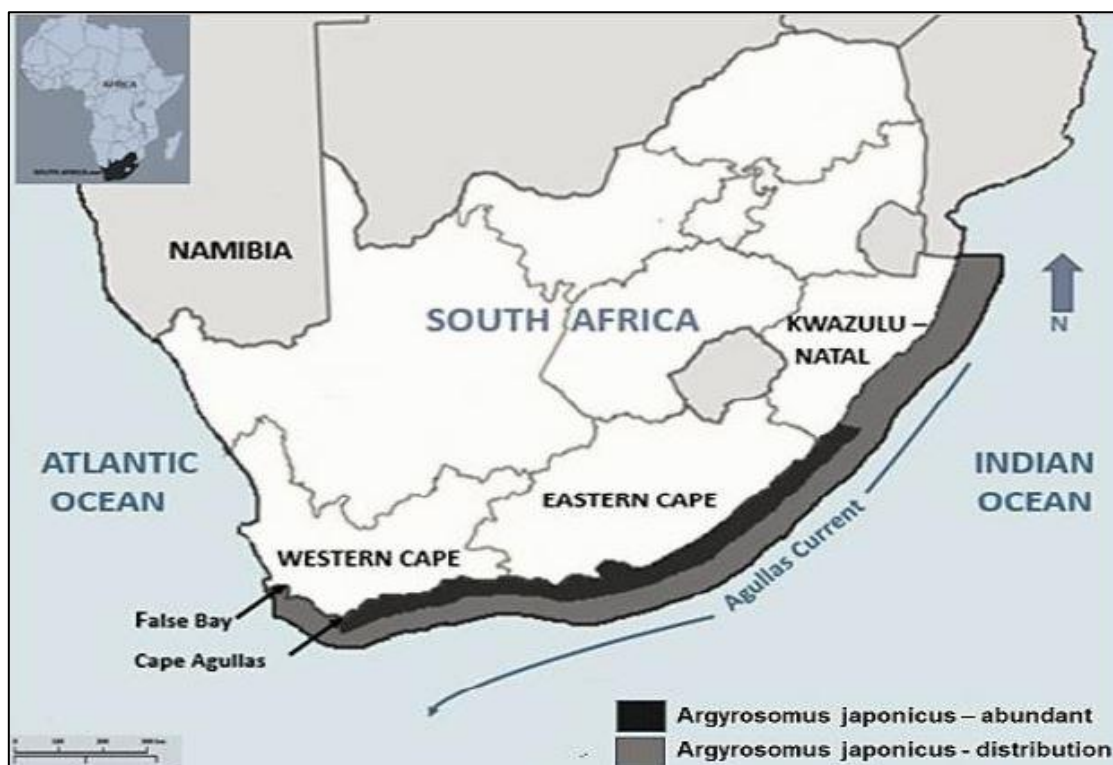 AFRICA
NAMIBIA
SOUTH AFRICA
KWAZULU –
NATAL
N
ATLANTIC
OCEAN
INDIAN
OCEAN
EASTERN CAPE
WESTERN CAPE
Agullas Current
False Bay
Cape Agullas
Argyrosomus japonicus – abundant
Argyrosomus japonicus - distribution
0